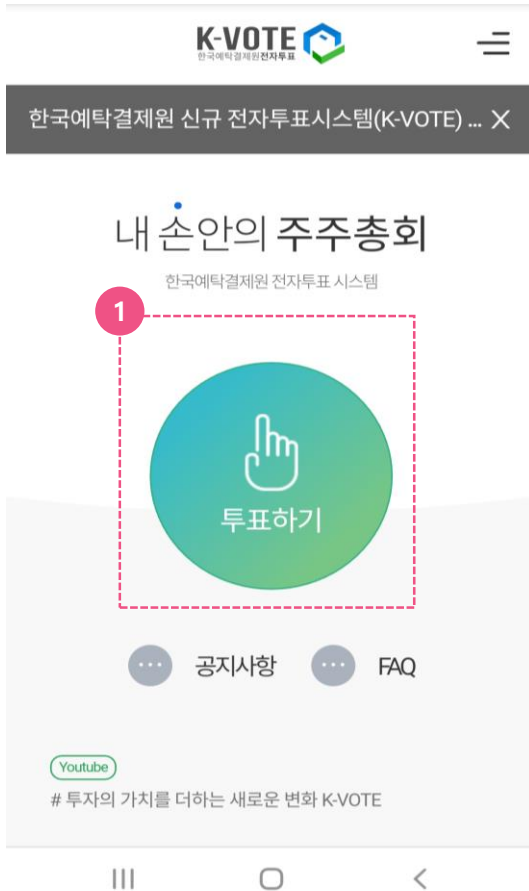 K-VOTE
한국예탁결제원전자투표
한국예탁결제원 신규 전자투표시스템(K-VOTE) ...
내 손안의 주주총회
한국예탁결제원 전자투표 시스템
1
투표하기
공지사항 FAQ
Youtube
# 투자의 가치를 더하는 새로운 변화 K-VOTE